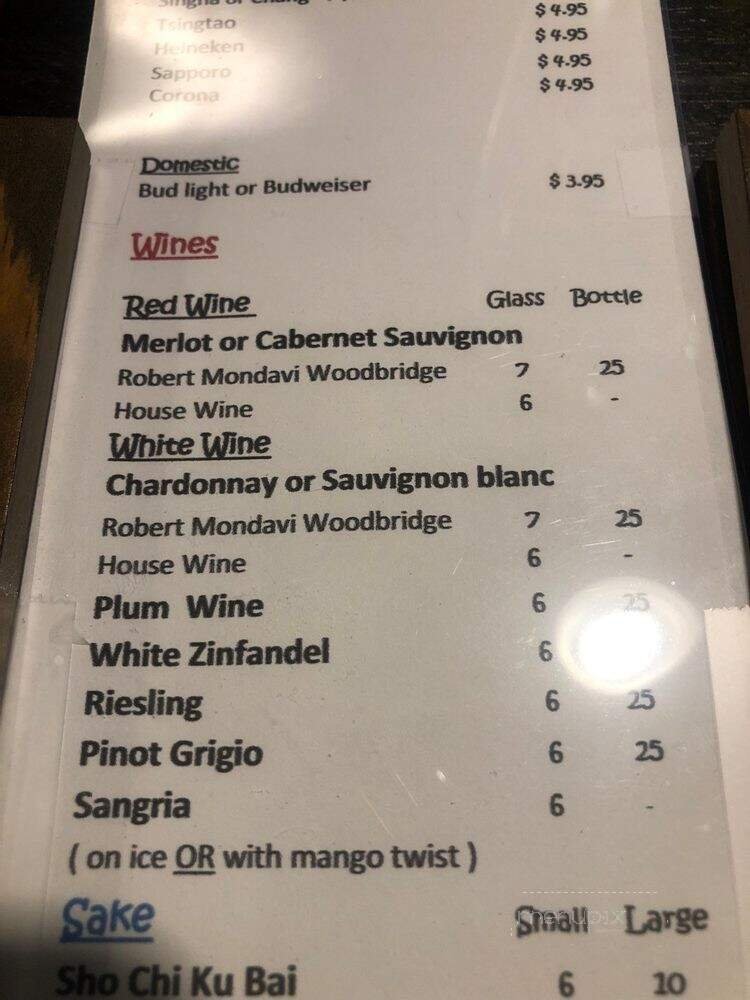 Singha or Chang $ 4.95
Tsingtao $ 4.95
Heineken $ 4.95
Sapporo $ 4.95
Corona
Domestic
Bud light or Budweiser $ 3.95
Wines
Red Wine Glass Bottle
Merlot or Cabernet Sauvignon
Robert Mondavi Woodbridge 7 25
House Wine 6 -
White Wine
Chardonnay or Sauvignon blanc
Robert Mondavi Woodbridge 7 25
House Wine 6 -
Plum Wine 6 25
White Zinfandel 6
Riesling 6 25
Pinot Grigio 6 25
Sangria 6 -
( on ice OR with mango twist )
menupix
Sake Small Large
Sho Chi Ku Bai 6 10